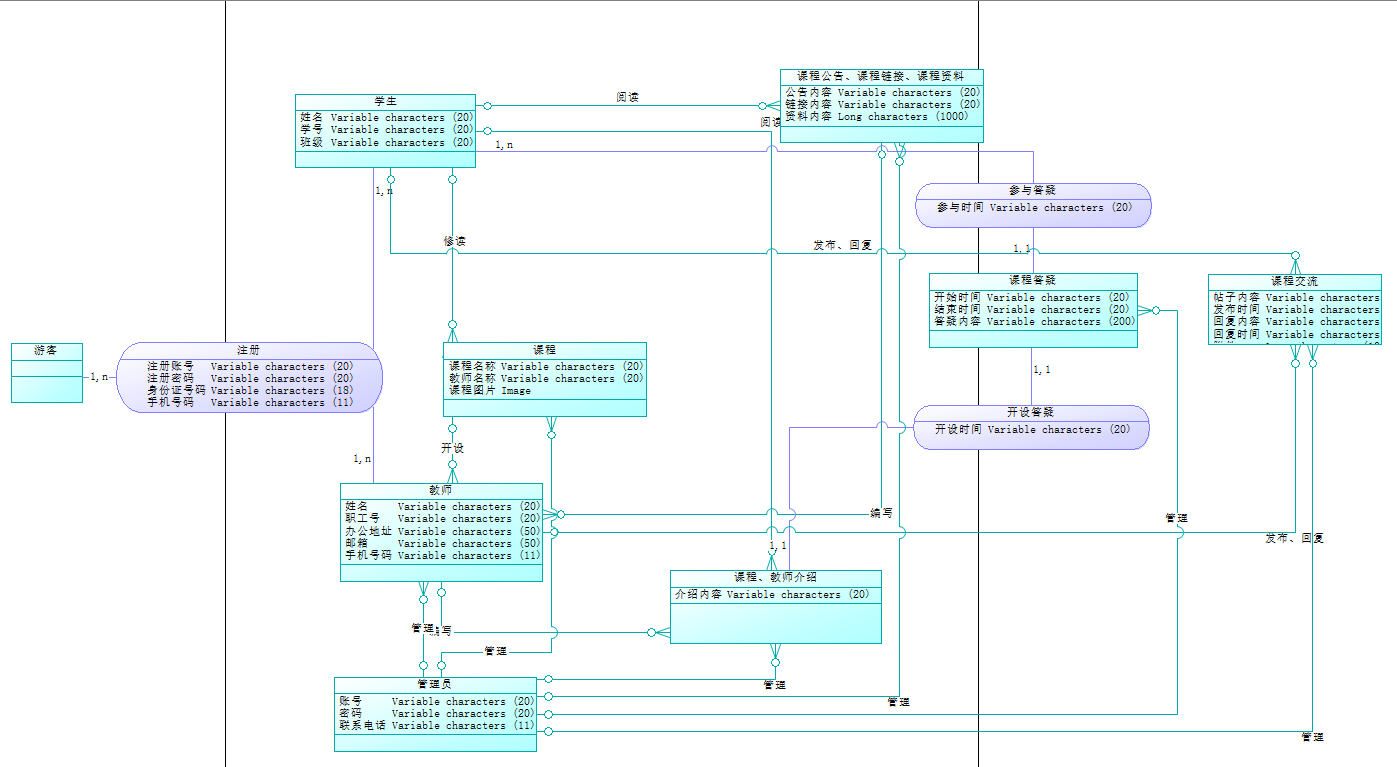 学生
姓名 Variable characters (20)
学号 Variable characters (20)
班级 Variable characters (20)
阅读
课程公告、课程链接、课程资料
公告内容 Variable characters (20)
链接内容 Variable characters (20)
资料内容 Long characters (1000)
阅读
1,n
1,n
参与答疑
参与时间 Variable characters (20)
修读
发布、回复
1,1
课程答疑
开始时间 Variable characters (20)
结束时间 Variable characters (20)
答疑内容 Variable characters (200)
课程交流
帖子内容 Variable characters
发布时间 Variable characters
回复内容 Variable characters
回复时间 Variable characters
游客
1,n
注册
注册账号 Variable characters (20)
注册密码 Variable characters (20)
身份证号码 Variable characters (18)
手机号码 Variable characters (11)
课程
课程名称 Variable characters (20)
教师名称 Variable characters (20)
课程图片 Image
1,1
开设答疑
开设时间 Variable characters (20)
开设
1,n
教师
姓名 Variable characters (20)
职工号 Variable characters (20)
办公地址 Variable characters (50)
邮箱 Variable characters (50)
手机号码 Variable characters (11)
编写
管理
发布、回复
1,1
课程、教师介绍
介绍内容 Variable characters (20)
管理
写
管理
管理员
账号 Variable characters (20)
密码 Variable characters (20)
联系电话 Variable characters (11)
管理
管理
管理